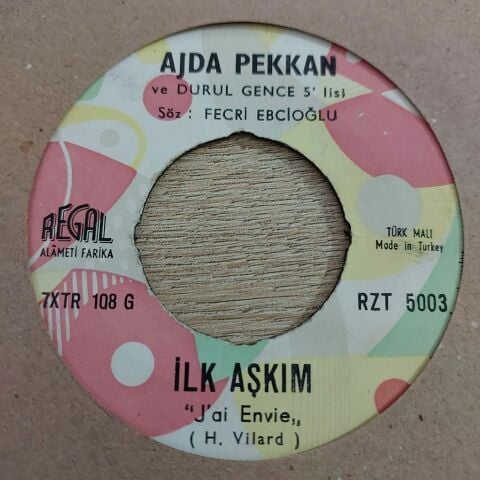 AJDA PEKKAN
ve DURUL GENCE 5' lisi
Söz : FECRİ EBCİOĞLU
REGAL
ALÂMETİ FARİKA
TÜRK MALI
Made in Turkey
7XTR 108 G
RZT 5003
İLK AŞKIM
"J'ai Envie„
( H. Vilard )